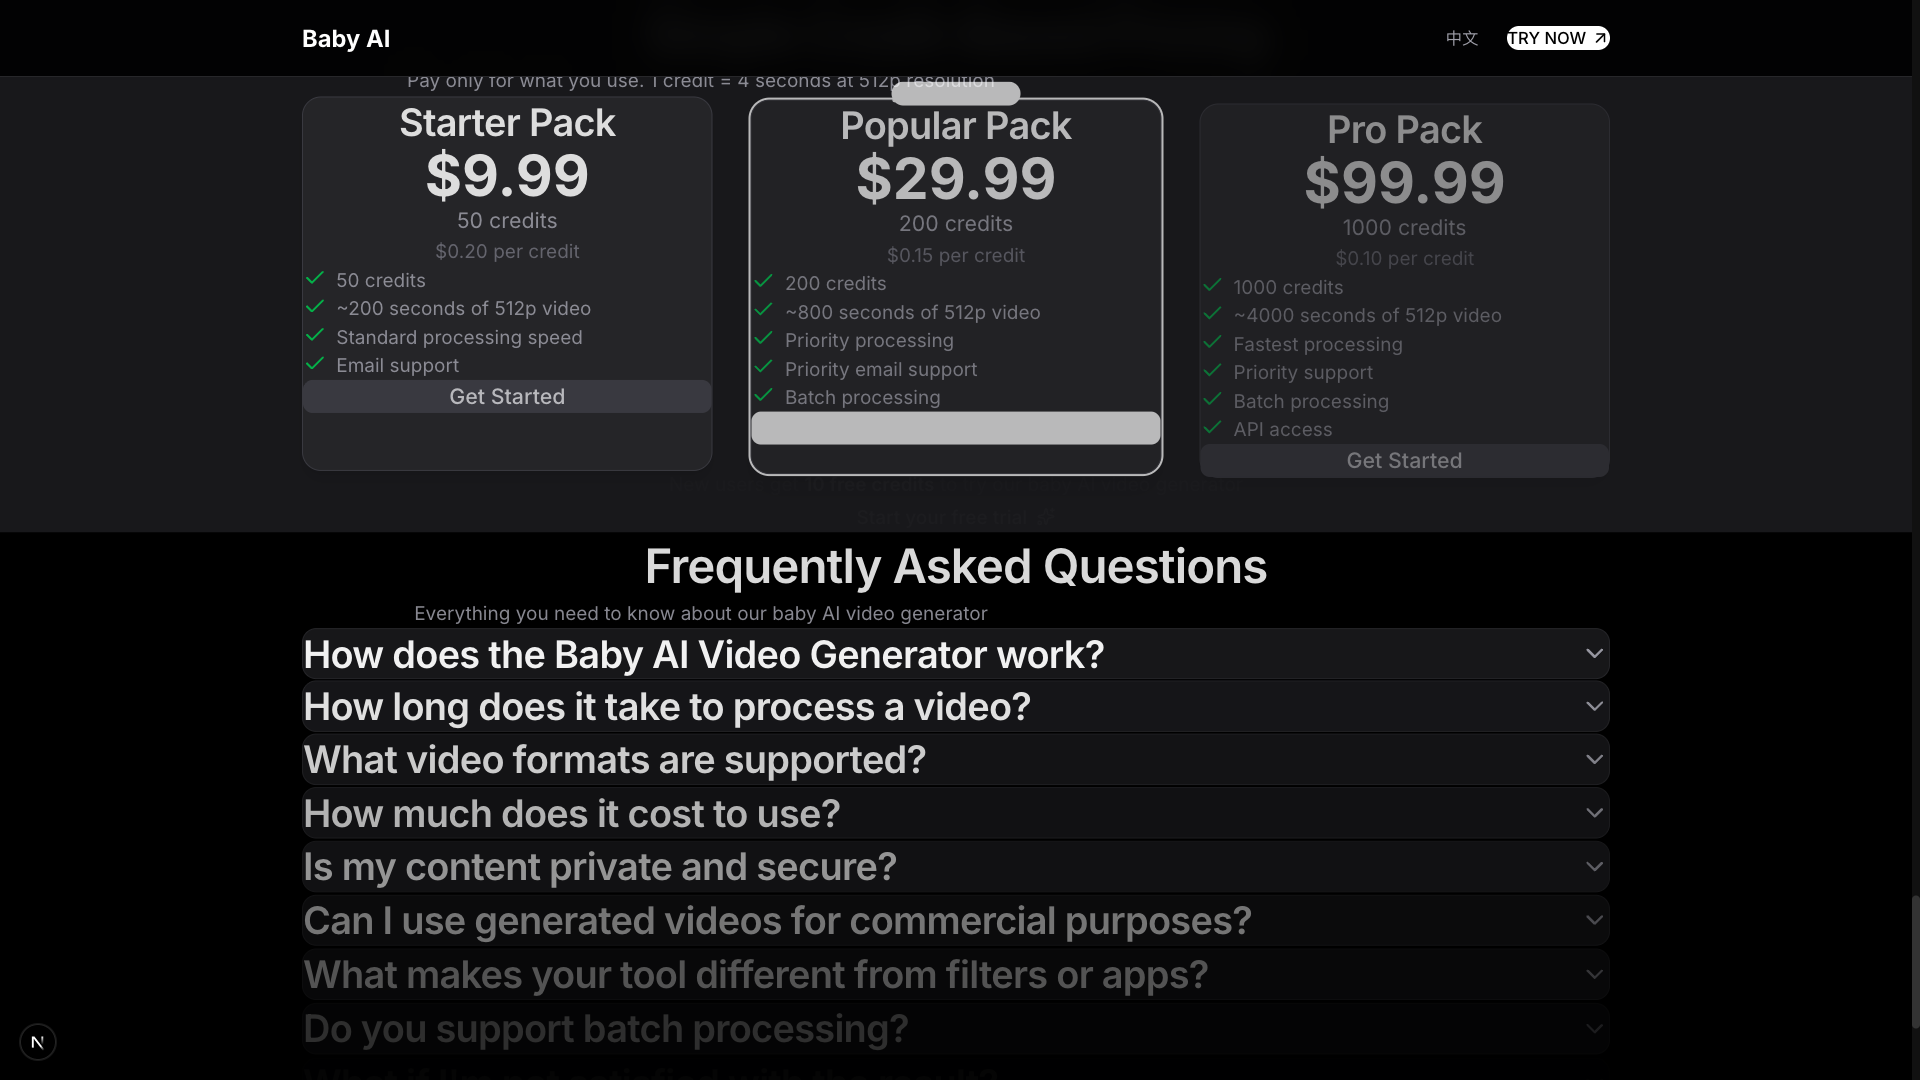 Baby AI
中文
TRY NOW
Pay only for what you use. 1 credit = 4 seconds at 512p resolution
Starter Pack
$9.99
50 credits
$0.20 per credit
50 credits
~200 seconds of 512p video
Standard processing speed
Email support
Get Started
Popular Pack
$29.99
200 credits
$0.15 per credit
200 credits
~800 seconds of 512p video
Priority processing
Priority email support
Batch processing
Pro Pack
$99.99
1000 credits
$0.10 per credit
1000 credits
~4000 seconds of 512p video
Fastest processing
Priority support
Batch processing
API access
Get Started
10 free credits
Start your free trial
Frequently Asked Questions
Everything you need to know about our baby AI video generator
How does the Baby AI Video Generator work?
How long does it take to process a video?
What video formats are supported?
How much does it cost to use?
Is my content private and secure?
Can I use generated videos for commercial purposes?
What makes your tool different from filters or apps?
Do you support batch processing?
What if I'm not satisfied with the result?
N